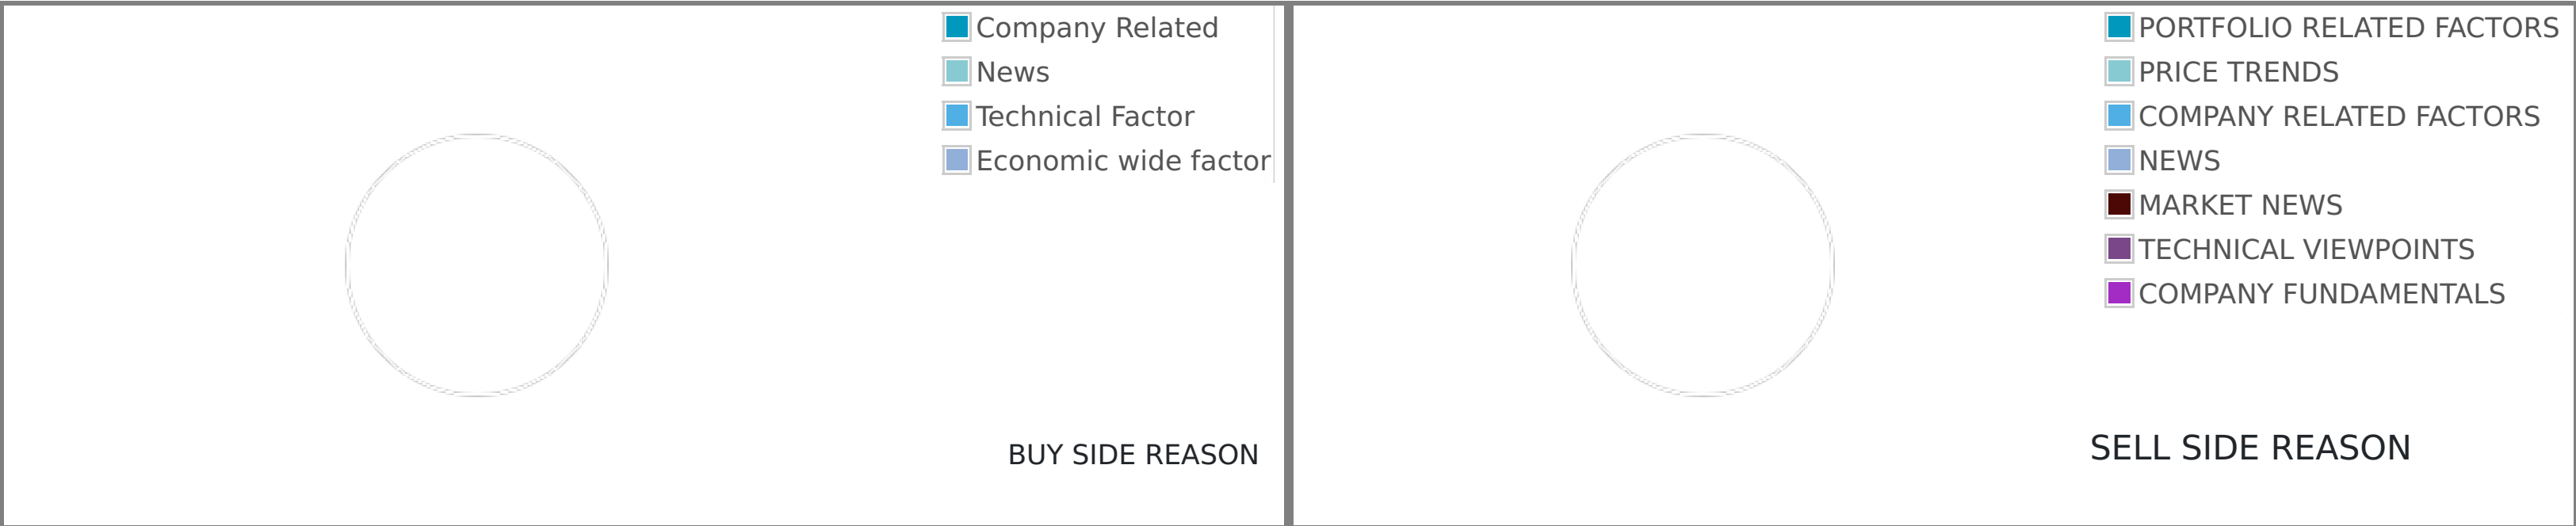 Company Related
News
Technical Factor
Economic wide factor
BUY SIDE REASON
PORTFOLIO RELATED FACTORS
PRICE TRENDS
COMPANY RELATED FACTORS
NEWS
MARKET NEWS
TECHNICAL VIEWPOINTS
COMPANY FUNDAMENTALS
SELL SIDE REASON